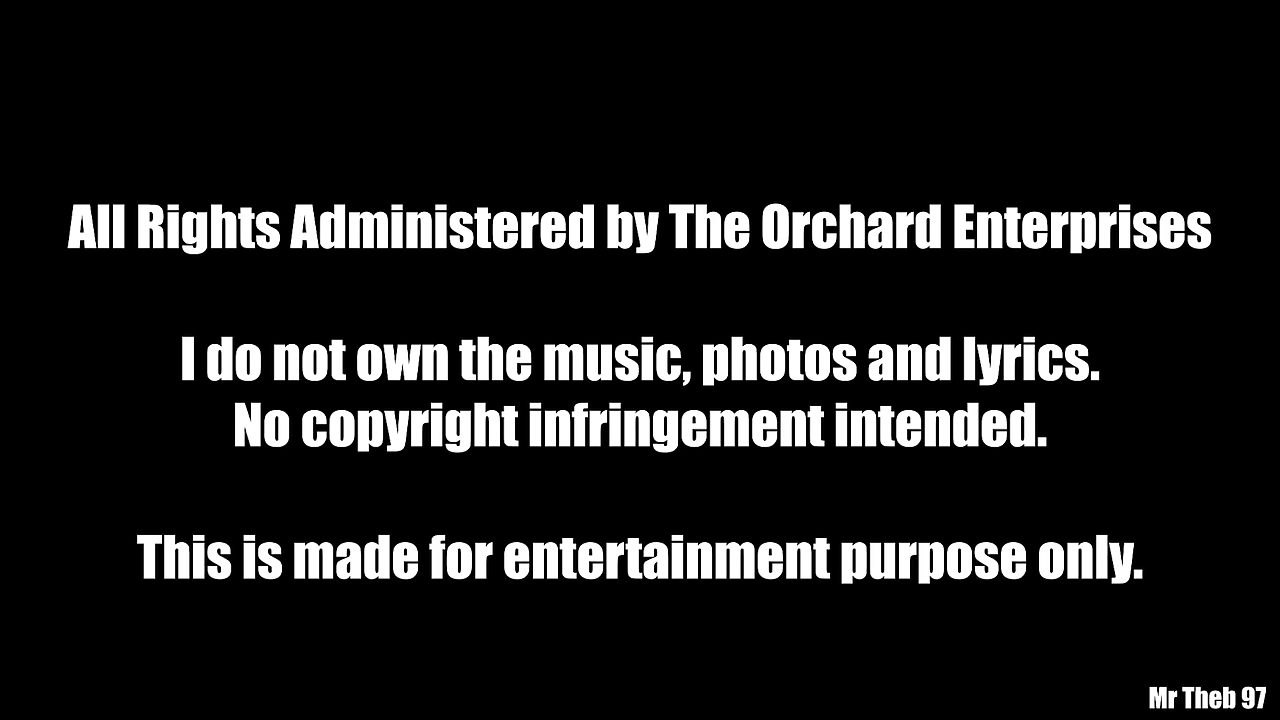 All Rights Administered by The Orchard Enterprises
I do not own the music, photos and lyrics.
No copyright infringement intended.
This is made for entertainment purpose only.
Mr Theb 97